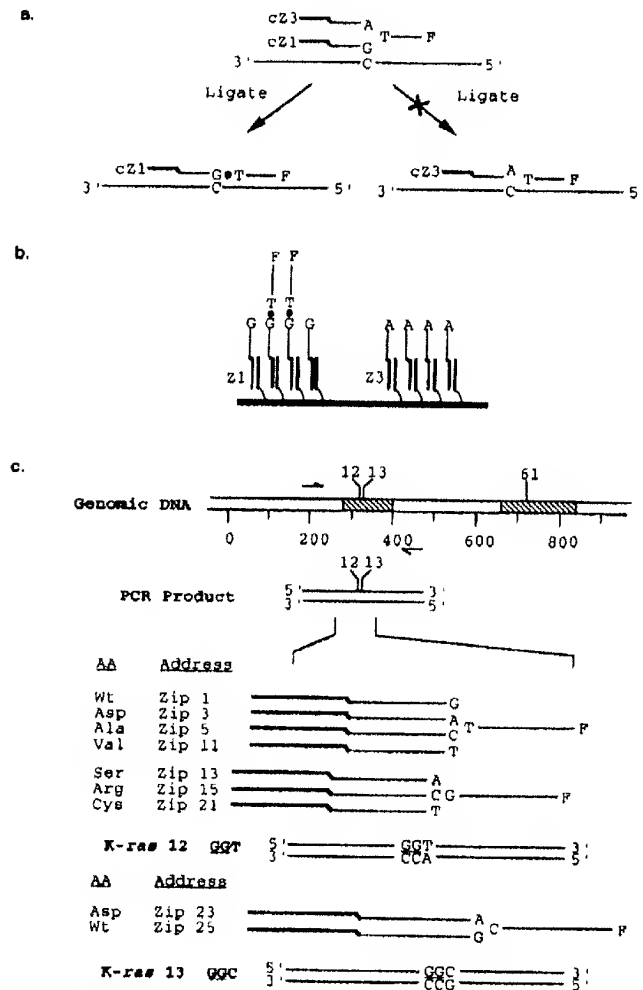 a.
cZ3 A
T F
cZ1 G
3' C 5'
Ligate Ligate
cZ1 G T F
3' C 5'
cZ3 A
T F
3' C 5'
b.
F F
T T
G G G G A A A A
Z1 Z3
c.
12 13 61
Genomic DNA
0 200 400 600 800
12 13
PCR Product 5' 3'
3' 5'
AA Address
Wt Zip 1 G
Asp Zip 3 A
T F
Ala Zip 5 C
Val Zip 11 T
Ser Zip 13 A
Arg Zip 15 CG F
Cys Zip 21 T
K-ras 12 GGT 5' GGT 3'
3' CCA 5'
AA Address
Asp Zip 23 A
C F
Wt Zip 25 G
K-ras 13 GGC 5' GGC 3'
3' CCG 5'